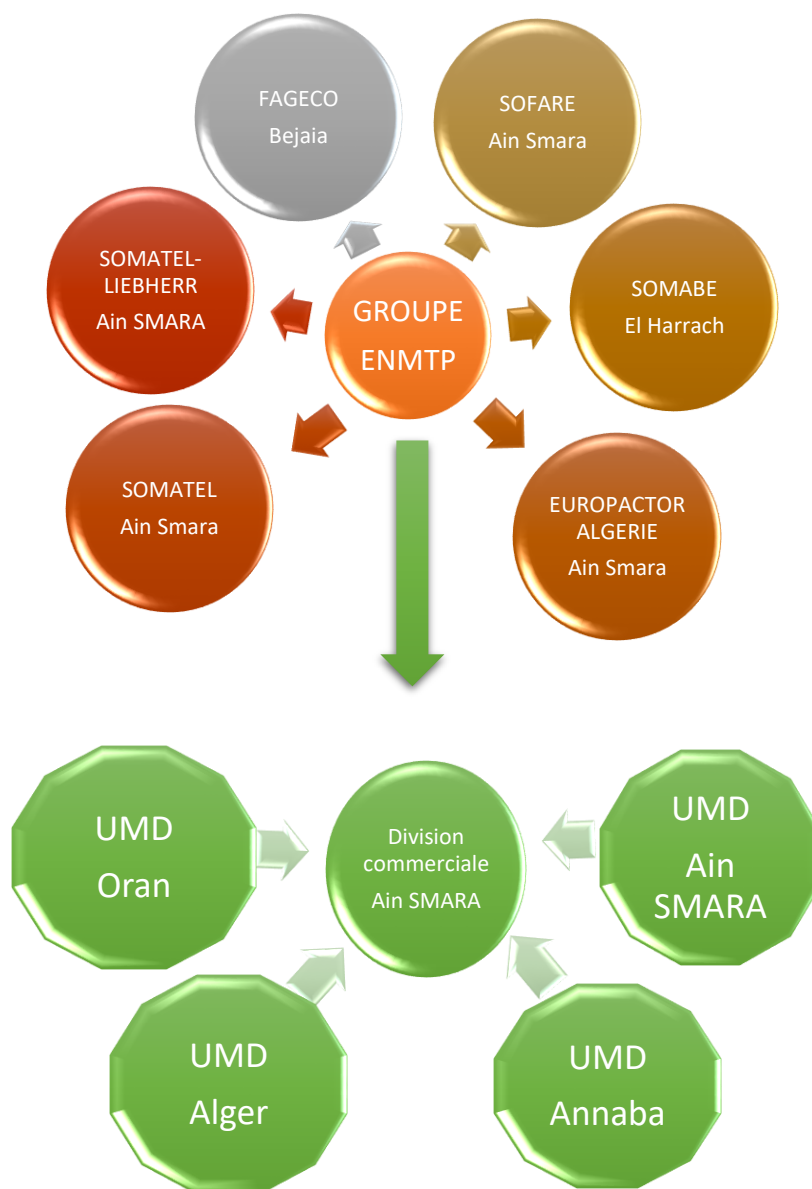 FAGECO
Bejaia
SOFARE
Ain Smara
SOMATEL-
LIEBHERR
Ain SMARA
GROUPE
ENMTP
SOMABE
El Harrach
SOMATEL
Ain Smara
EUROPACTOR
ALGERIE
Ain Smara
UMD
Oran
Division
commerciale
Ain SMARA
UMD
Ain
SMARA
UMD
Alger
UMD
Annaba